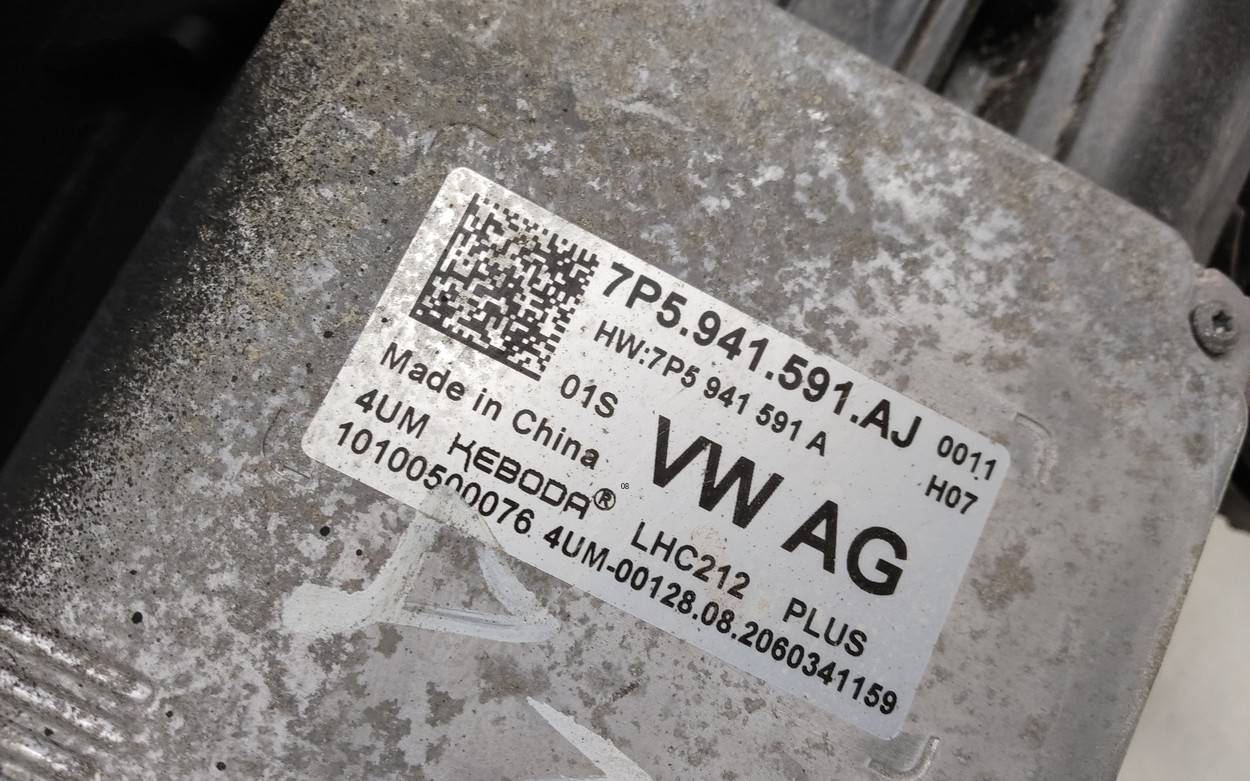 7P5.941.591.AJ 0011
HW:7P5 941 591 A H07
01S VW AG
Made in China
4UM KEBODA® 08 LHC212 PLUS
10100500076 4UM-00128.08.2060341159